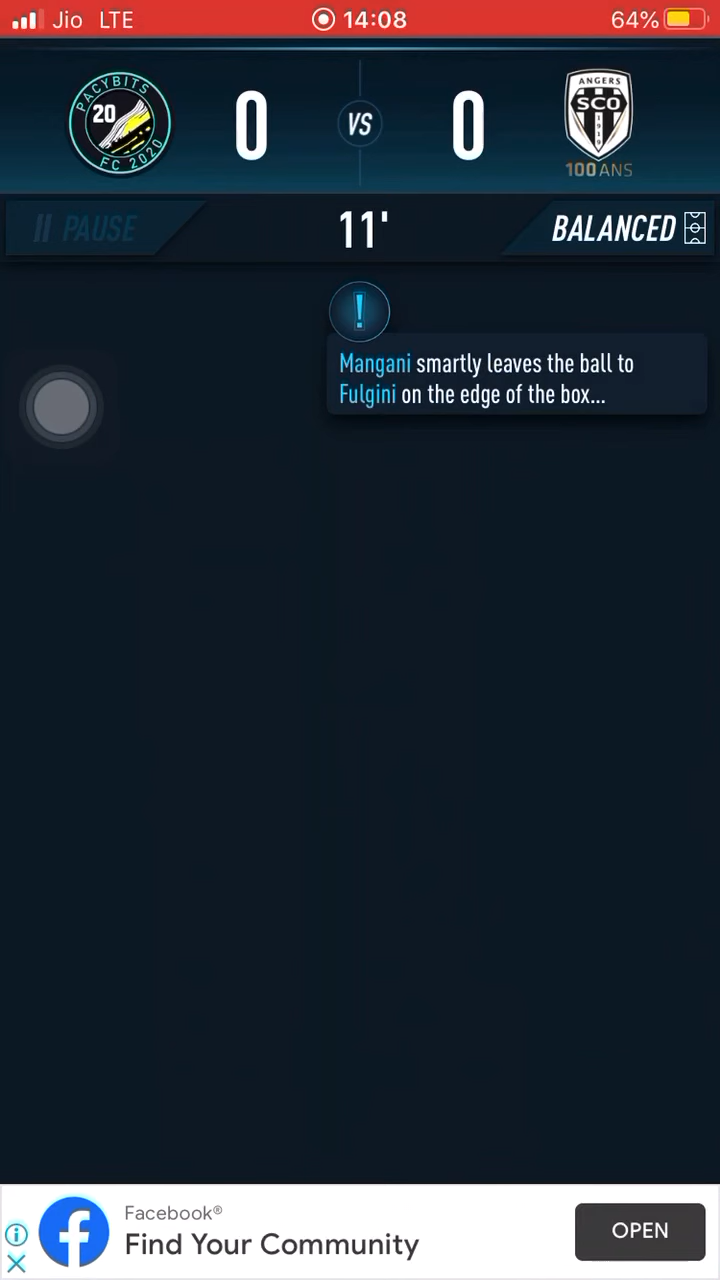 Jio LTE 14:08 64%
PACYBITS
20
FC 2020
0 VS 0
ANGERS
SCO
1919
100 ANS
PAUSE 11' BALANCED
!
Mangani smartly leaves the ball to
Fulgini on the edge of the box...
Facebook®
Find Your Community
OPEN